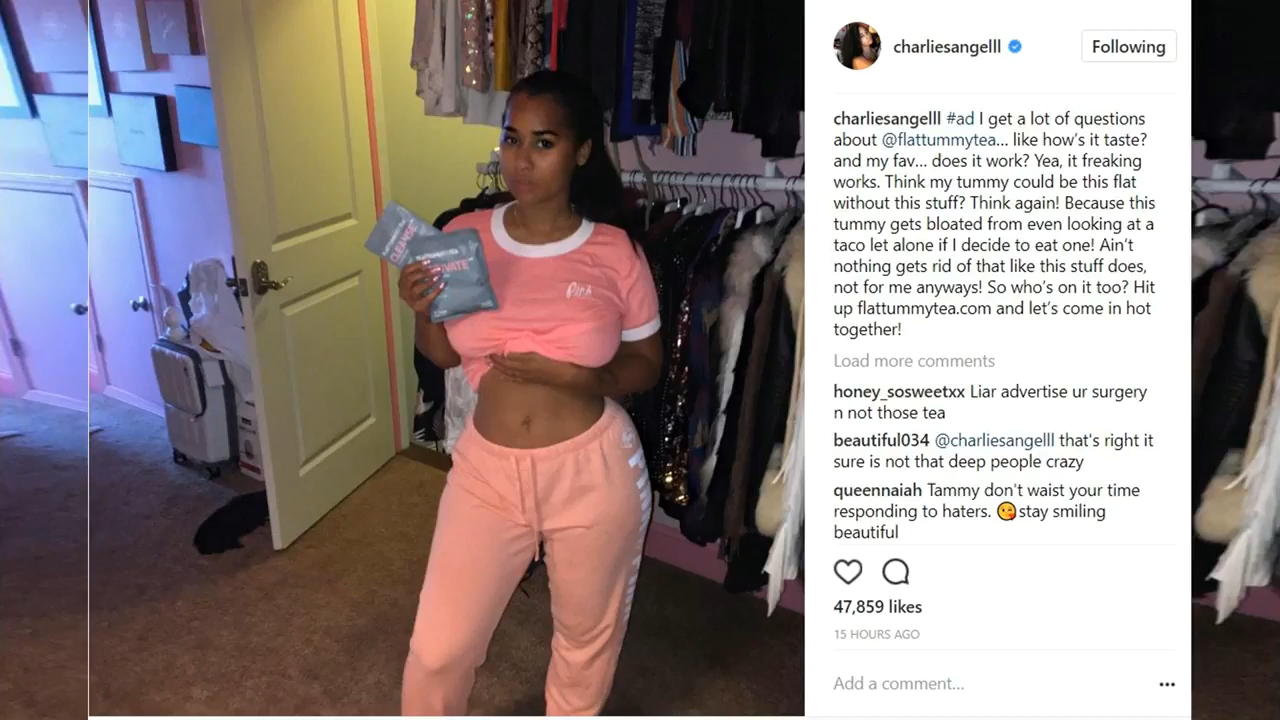 CLEANSE
Pink
charliesangelll
Following
charliesangelll #ad I get a lot of questions
about @flattummytea... like how's it taste?
and my fav... does it work? Yea, it freaking
works. Think my tummy could be this flat
without this stuff? Think again! Because this
tummy gets bloated from even looking at a
taco let alone if I decide to eat one! Ain't
nothing gets rid of that like this stuff does,
not for me anyways! So who's on it too? Hit
up flattummytea.com and let's come in hot
together!
Load more comments
honey_sosweetxx Liar advertise ur surgery
n not those tea
beautiful034 @charliesangelll that's right it
sure is not that deep people crazy
queennaiah Tammy don't waist your time
responding to haters. 😋stay smiling
beautiful
47,859 likes
15 HOURS AGO
Add a comment...